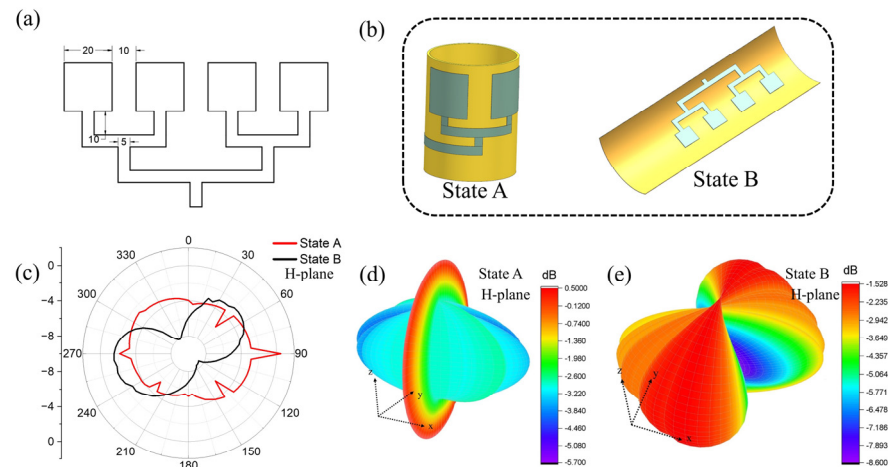 (a)
20
10
10
5
(b)
State A
State B
(c)
State A
State B
H-plane
0
30
60
90
120
150
180
210
240
270
300
330
0
−4
−8
−8
−4
0
(d)
State A
H-plane
dB
0.5000
-0.1200
-0.7400
-1.360
-1.980
-2.600
-3.220
-3.840
-4.460
-5.080
-5.700
z
y
x
(e)
State B
H-plane
dB
-1.528
-2.235
-2.942
-3.650
-4.357
-5.064
-5.771
-6.478
-7.186
-7.893
-8.600
z
y
x